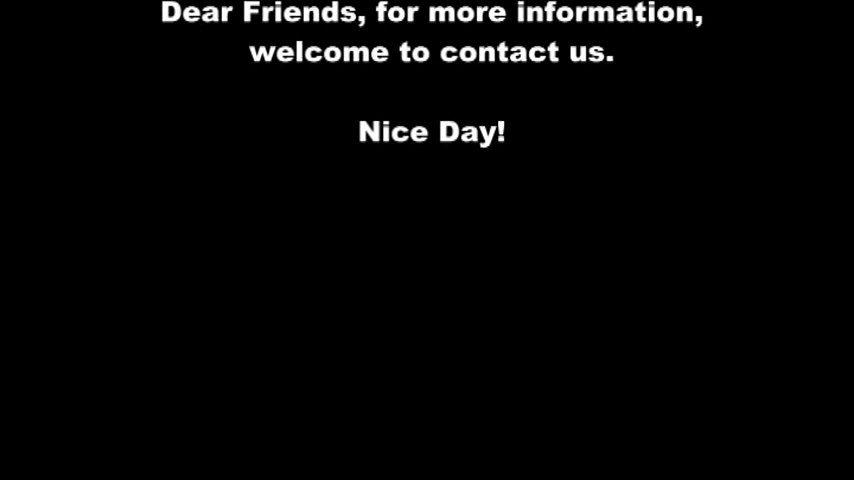 Dear Friends, for more information,
welcome to contact us.
Nice Day!